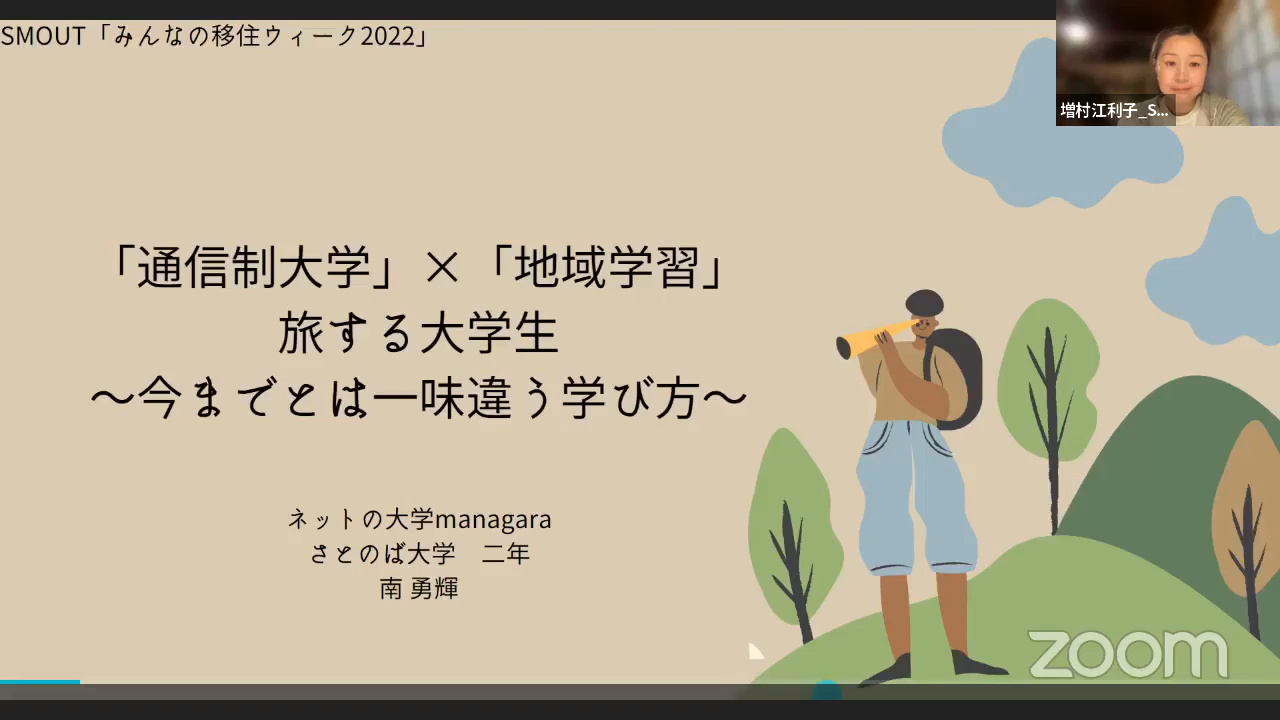 SMOUT「みんなの移住ウィーク2022」
増村江利子_S...
「通信制大学」×「地域学習」
旅する大学生
～今までとは一味違う学び方～
ネットの大学managara
さとのば大学　二年
南 勇輝
zoom